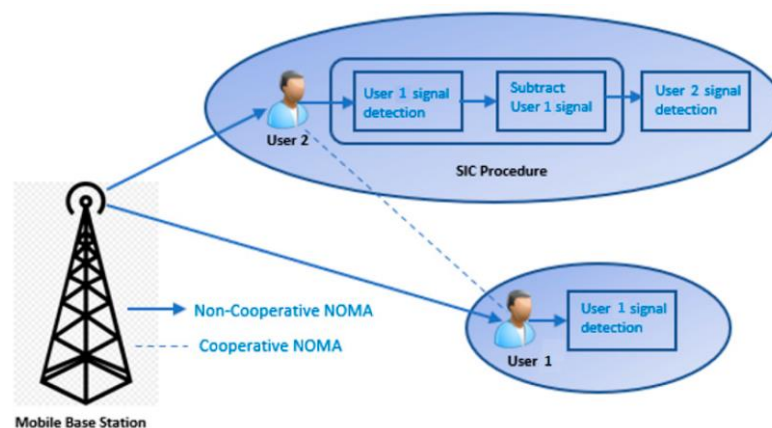 User 1 signal
detection
Subtract
User 1 signal
User 2 signal
detection
User 2
SIC Procedure
Non-Cooperative NOMA
Cooperative NOMA
User 1 signal
detection
User 1
Mobile Base Station